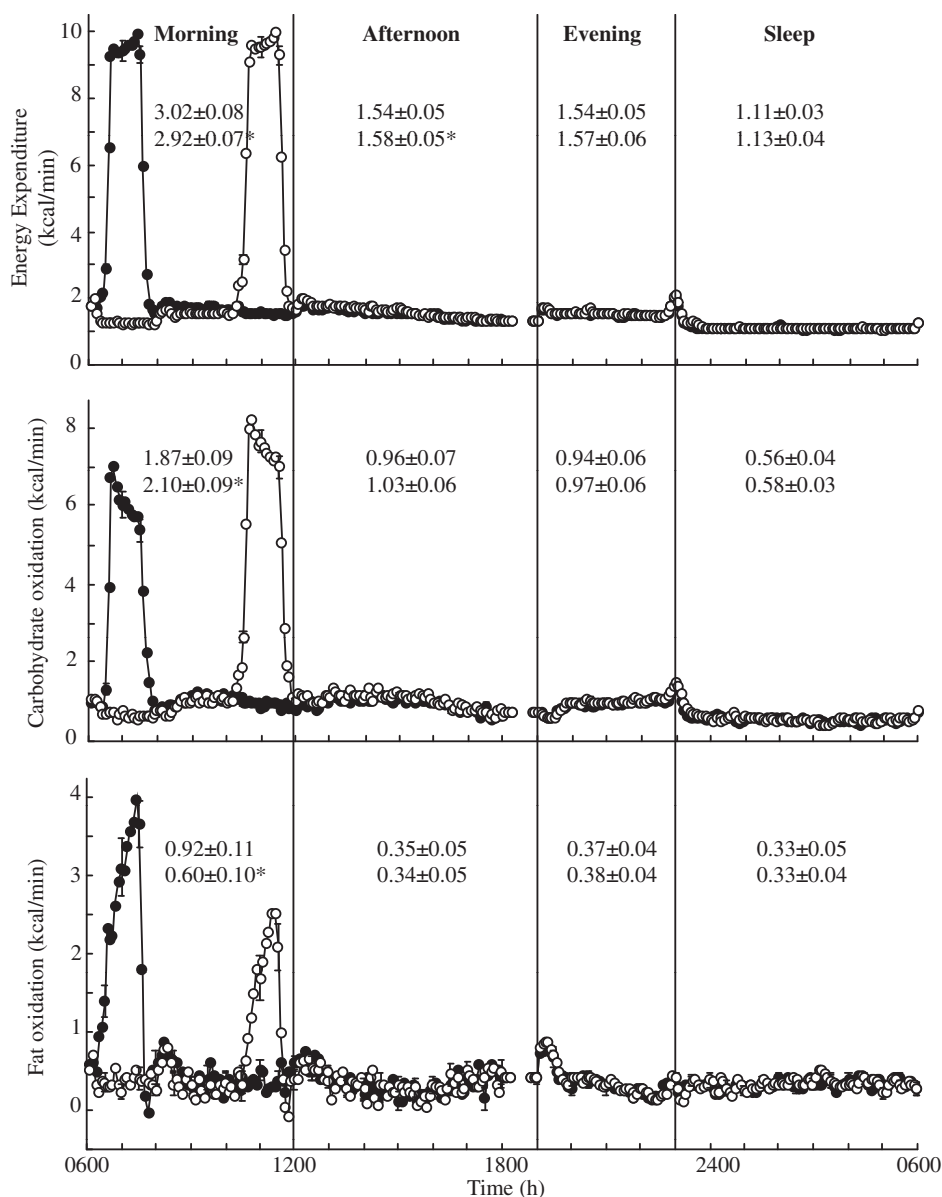 Morning Afternoon Evening Sleep
Energy Expenditure
(kcal/min)
10
8
6
4
2
0
3.02±0.08 1.54±0.05 1.54±0.05 1.11±0.03
2.92±0.07* 1.58±0.05* 1.57±0.06 1.13±0.04
Carbohydrate oxidation (kcal/min)
8
6
4
2
0
1.87±0.09 0.96±0.07 0.94±0.06 0.56±0.04
2.10±0.09* 1.03±0.06 0.97±0.06 0.58±0.03
Fat oxidation (kcal/min)
4
3
2
1
0
0.92±0.11 0.35±0.05 0.37±0.04 0.33±0.05
0.60±0.10* 0.34±0.05 0.38±0.04 0.33±0.04
0600 1200 1800 2400 0600
Time (h)